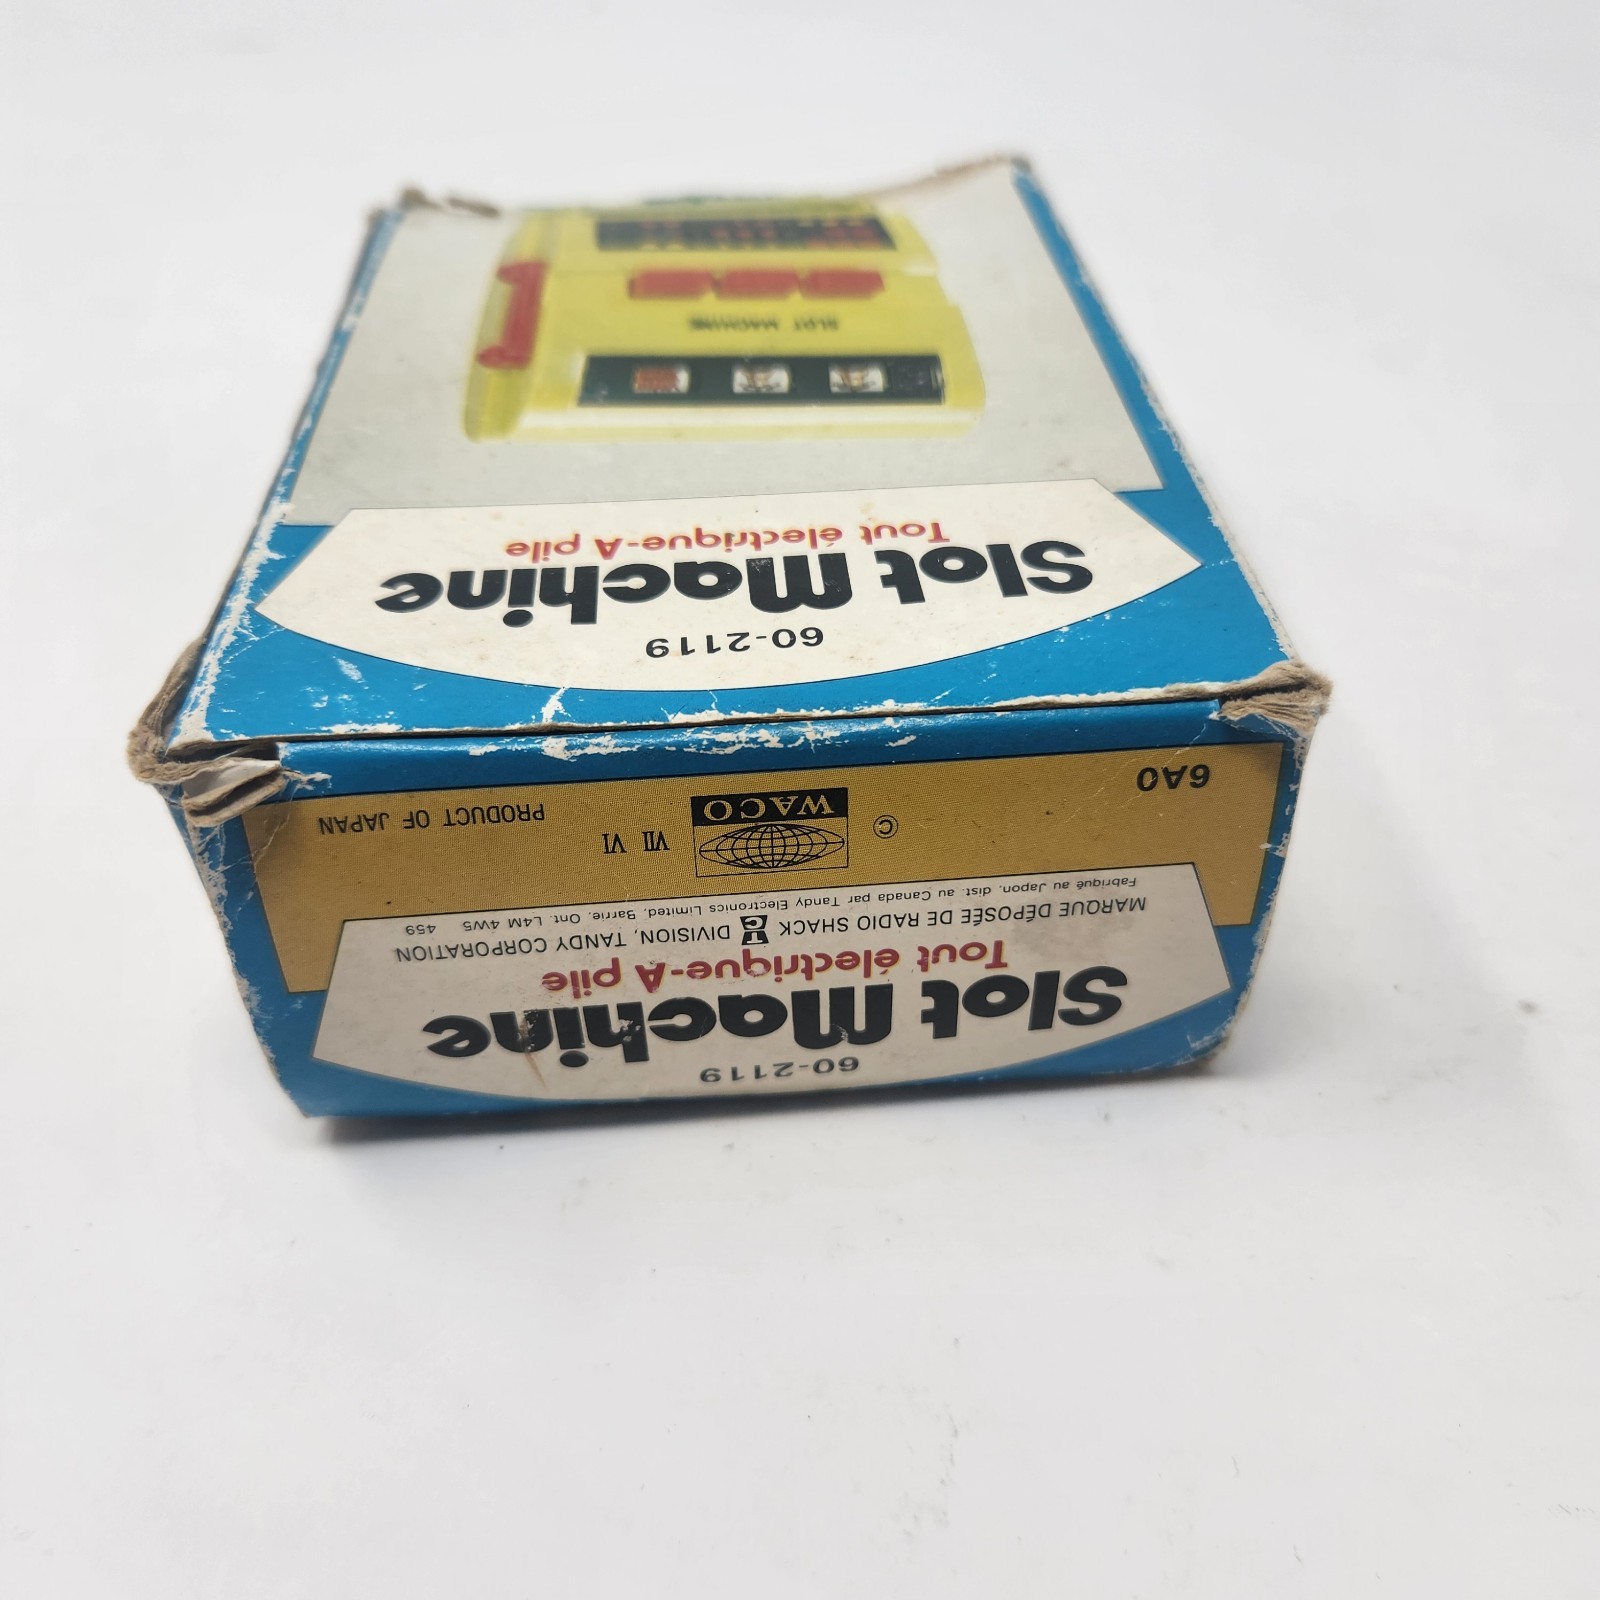 60-2119
Slot Machine
Tout électrique-A pile
SLOT MACHINE
60-2119
Slot Machine
Tout électrique-A pile
MARQUE DÉPOSÉE DE RADIO SHACK TC DIVISION, TANDY CORPORATION
Fabriqué au Japon, dist. au Canada par Tandy Electronics Limited, Barrie, Ont. L4M 4W5 459
© WACO VII VI
6A0 PRODUCT OF JAPAN